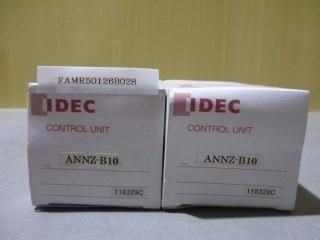 FAMR50126B028
IDEC
CONTROL UNIT
ANNZ-B10
118329C
IDEC
CONTROL UNIT
ANNZ-B10
118329C